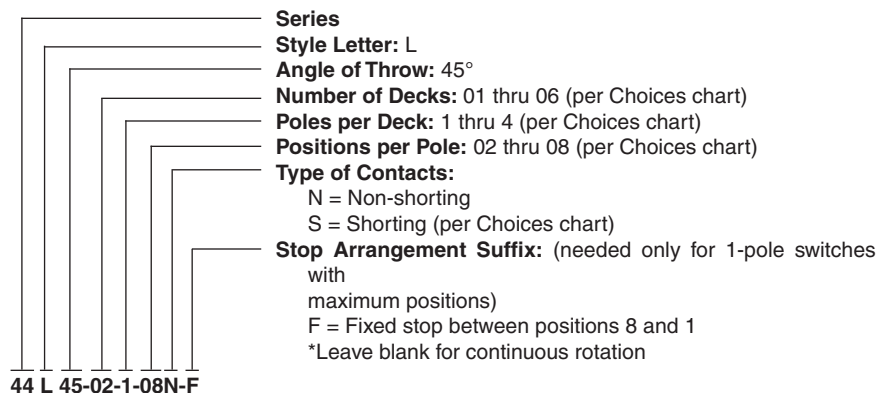 Series
Style Letter: L
Angle of Throw: 45°
Number of Decks: 01 thru 06 (per Choices chart)
Poles per Deck: 1 thru 4 (per Choices chart)
Positions per Pole: 02 thru 08 (per Choices chart)
Type of Contacts:
N = Non-shorting
S = Shorting (per Choices chart)
Stop Arrangement Suffix: (needed only for 1-pole switches
with
maximum positions)
F = Fixed stop between positions 8 and 1
*Leave blank for continuous rotation
44 L 45-02-1-08N-F